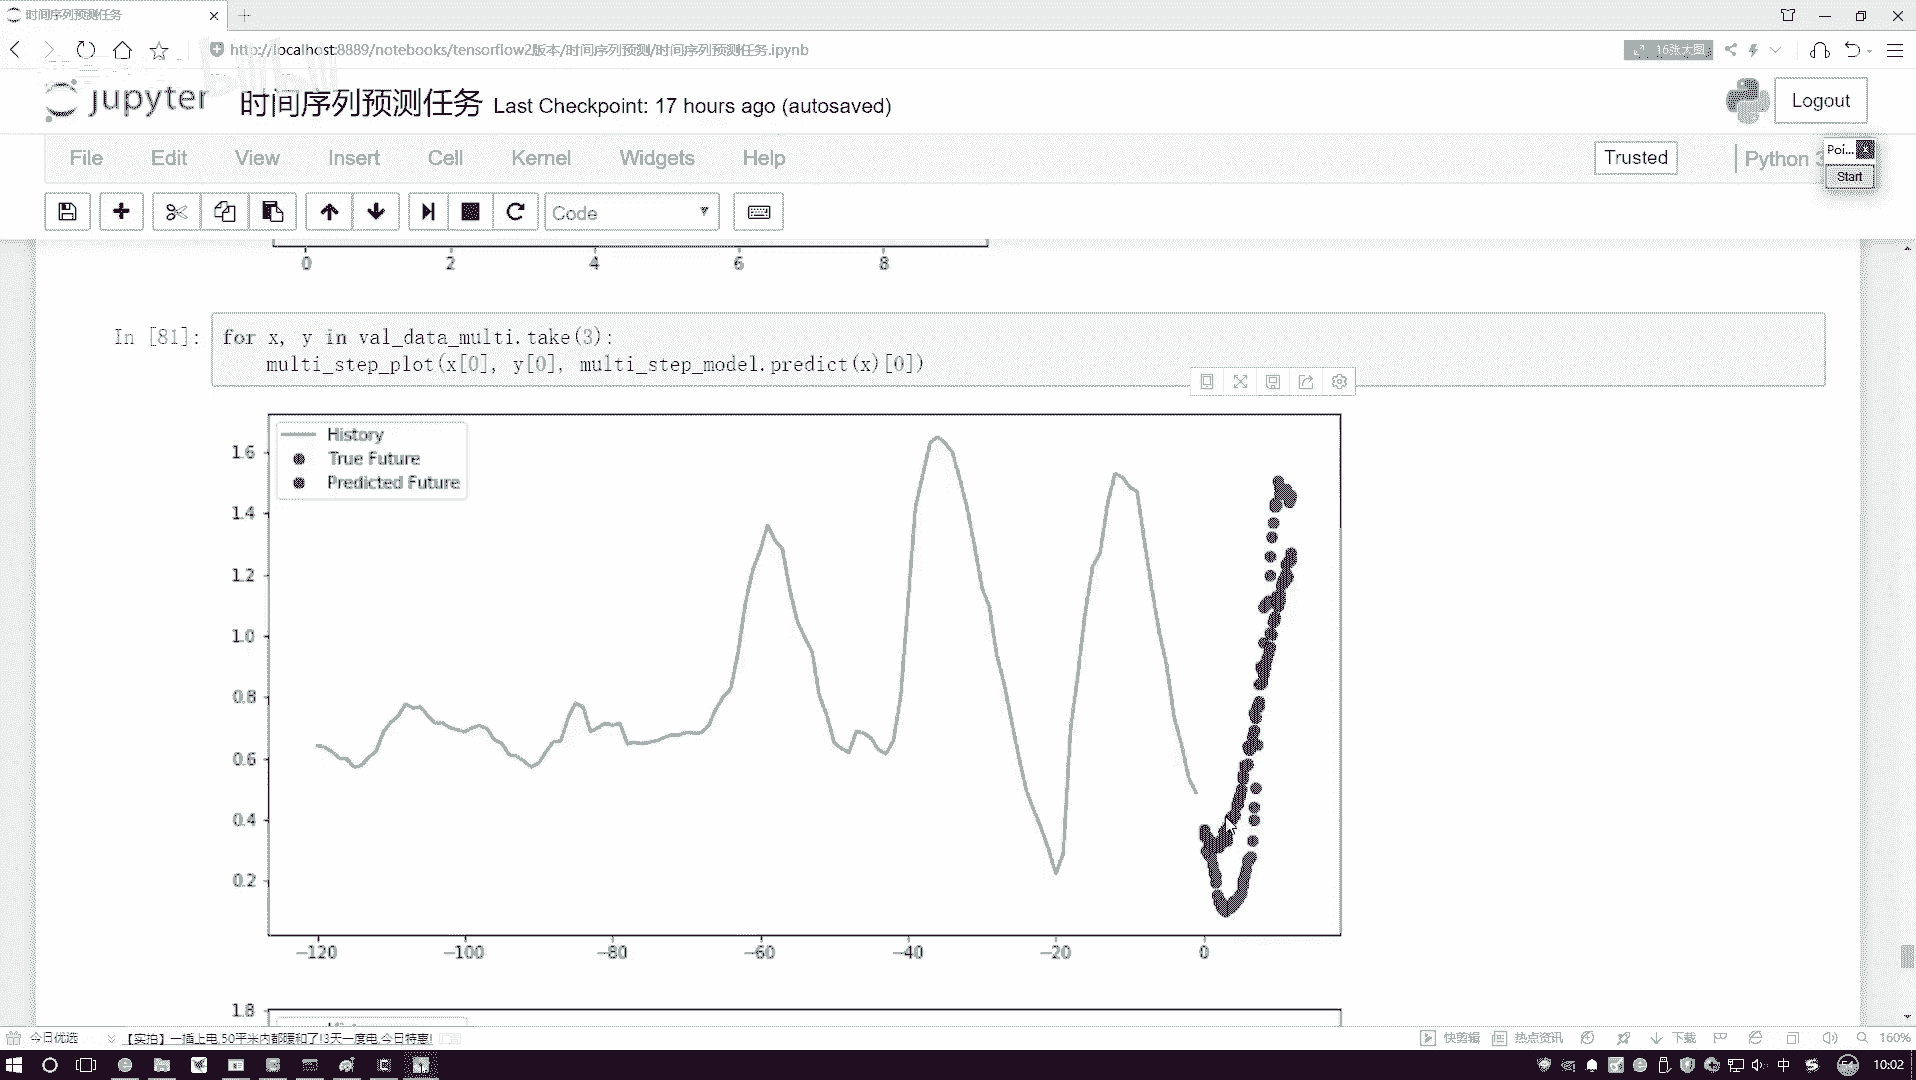 时间序列预测任务
http://localhost:8889/notebooks/tensorflow2版本/时间序列预测/时间序列预测任务.ipynb
16张大图
jupyter 时间序列预测任务 Last Checkpoint: 17 hours ago (autosaved)
Logout
File Edit View Insert Cell Kernel Widgets Help
Trusted
Python 3
Poi...
Start
Code
0 2 4 6 8
In [81]:
for x, y in val_data_multi.take(3):
multi_step_plot(x[0], y[0], multi_step_model.predict(x)[0])
History
True Future
Predicted Future
1.6
1.4
1.2
1.0
0.8
0.6
0.4
0.2
−120 −100 −80 −60 −40 −20 0
1.8
今日优选
【实拍】一插上电,50平米内都暖和了!3天一度电,今日特惠!
快剪辑
热点资讯
下载
160%
中
54
10:02